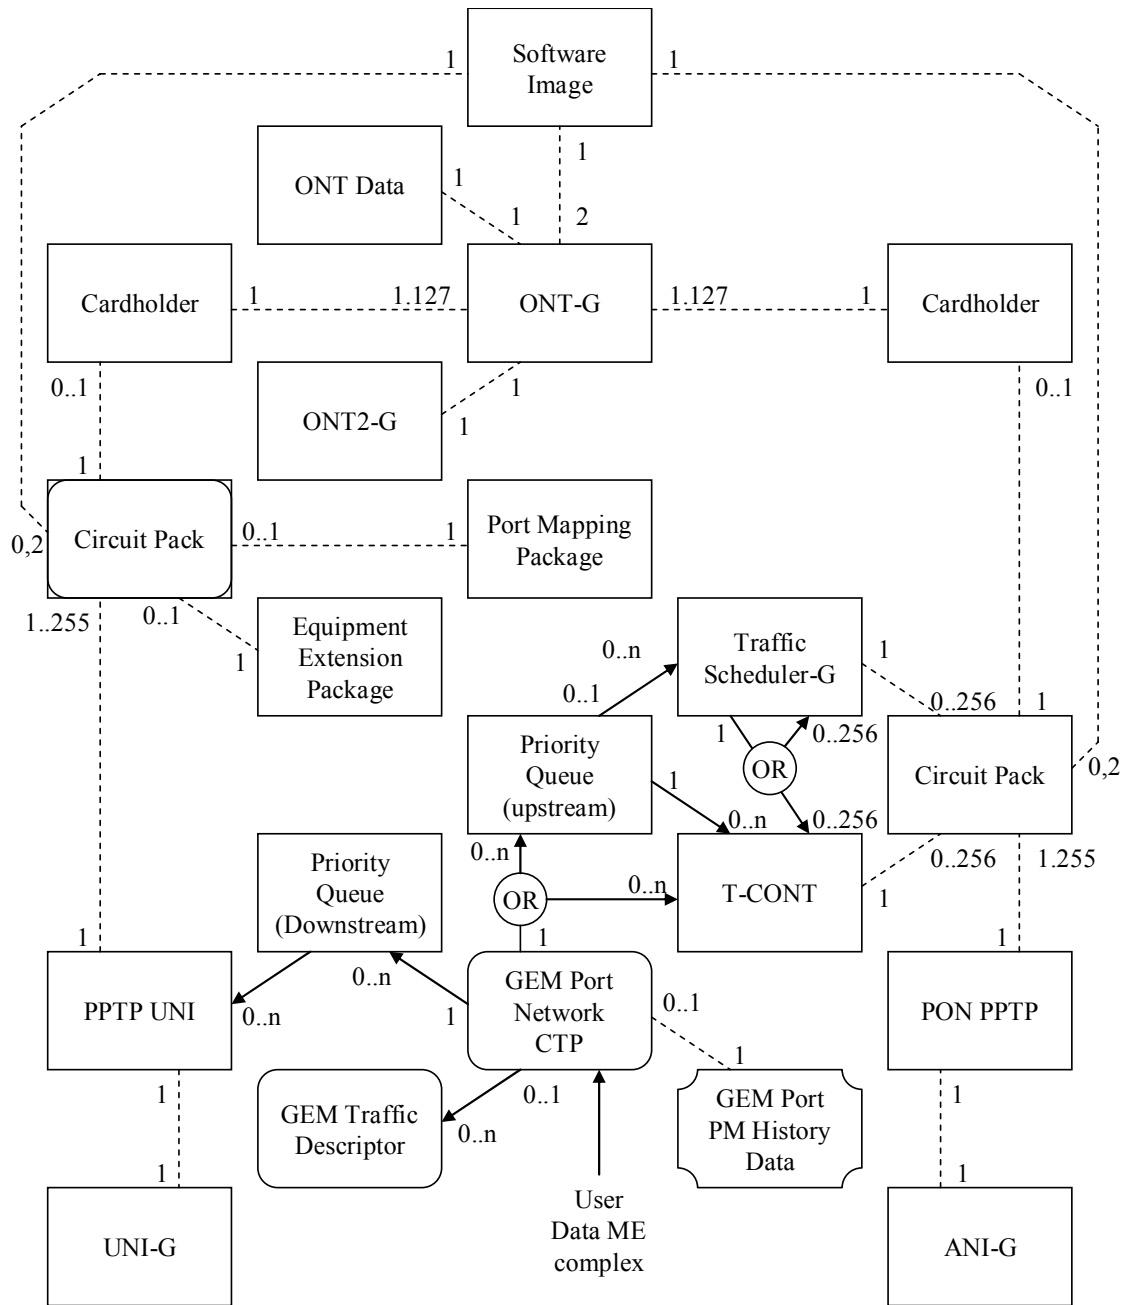 1
Software
Image
1
1
ONT Data
1
1
2
Cardholder
1
1.127
ONT-G
1.127
1
Cardholder
0..1
ONT2-G
1
1
0..1
1
Circuit Pack
0,2
0..1
1
Port Mapping
Package
1..255
0..1
1
Equipment
Extension
Package
0..n
0..1
Traffic
Scheduler-G
1
0..256
1
Priority
Queue
(upstream)
1
0..256
OR
Circuit Pack
0,2
1
0..n
0..256
0..n
0..256
1.255
Priority
Queue
(Downstream)
OR
0..n
T-CONT
1
1
1
1
PPTP UNI
0..n
0..n
1
GEM Port
Network
CTP
0..1
PON PPTP
1
0..1
1
1
GEM Traffic
Descriptor
0..n
GEM Port
PM History
Data
1
1
UNI-G
User
Data ME
complex
ANI-G